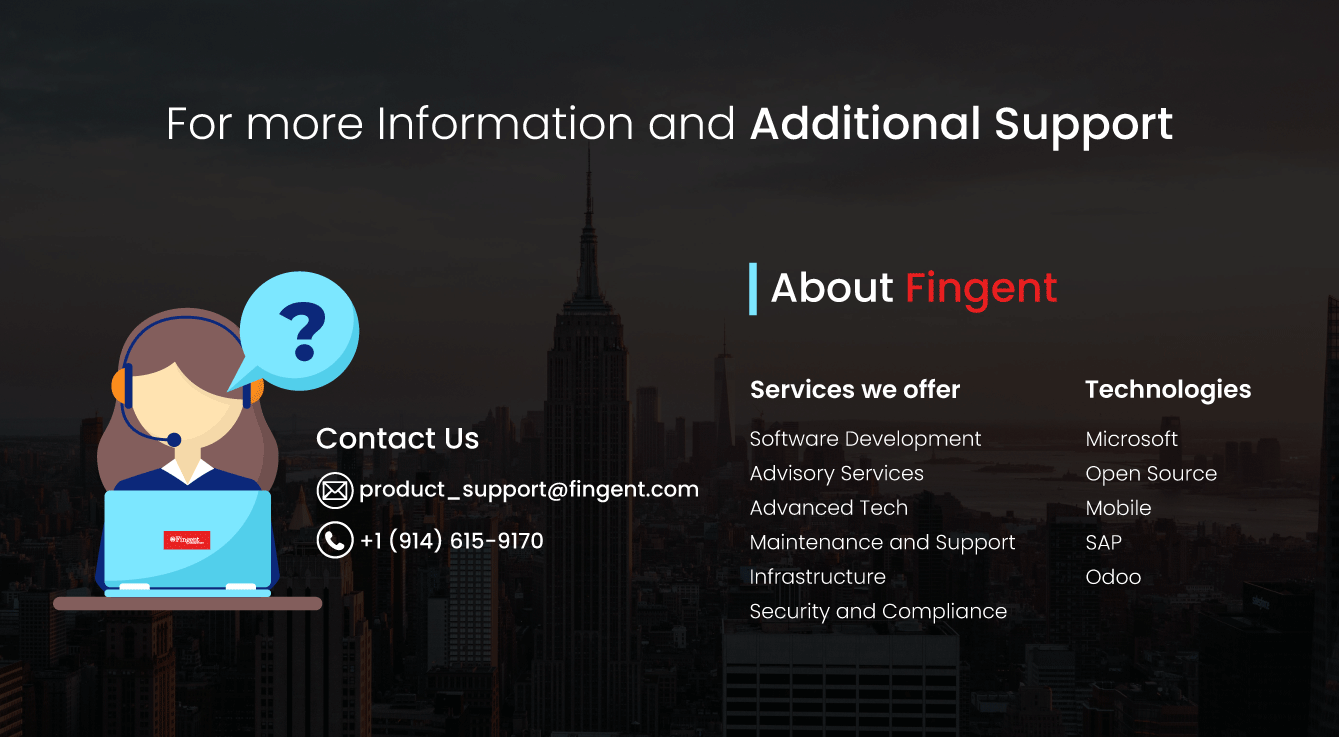 For more Information and Additional Support
About Fingent
Contact Us
product_support@fingent.com
+1 (914) 615-9170
Fingent
Services we offer
Software Development
Advisory Services
Advanced Tech
Maintenance and Support
Infrastructure
Security and Compliance
Technologies
Microsoft
Open Source
Mobile
SAP
Odoo